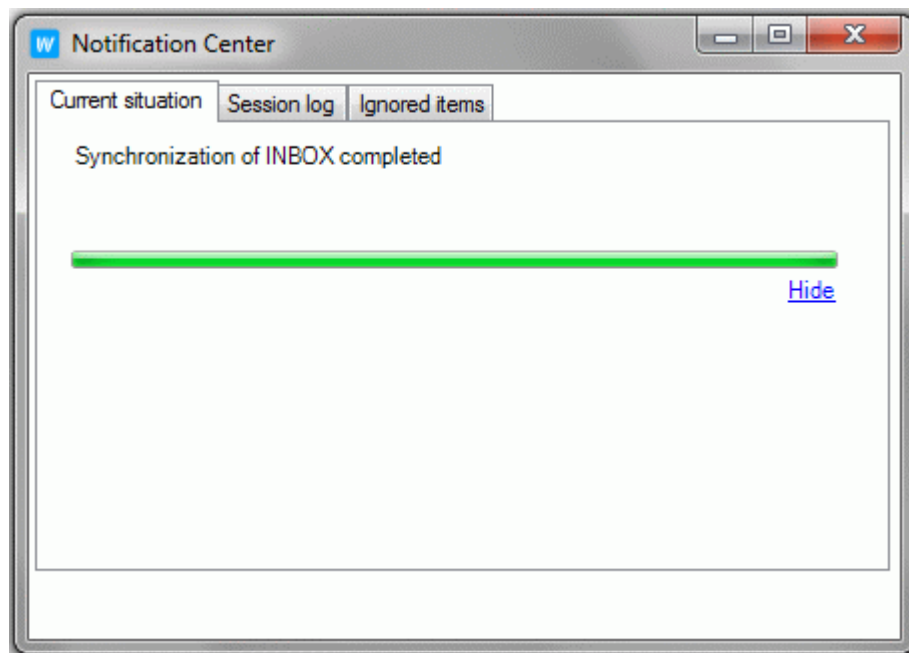 W Notification Center
Current situation Session log Ignored items
Synchronization of INBOX completed
Hide